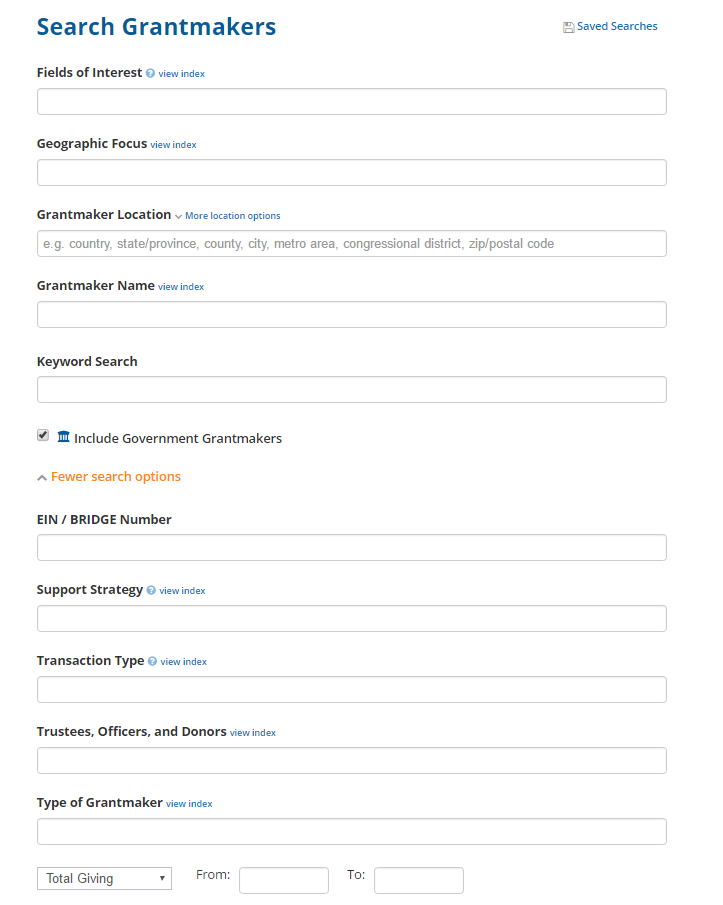 Search Grantmakers
Saved Searches
Fields of Interest ? view index
Geographic Focus view index
Grantmaker Location More location options
e.g. country, state/province, county, city, metro area, congressional district, zip/postal code
Grantmaker Name view index
Keyword Search
Include Government Grantmakers
Fewer search options
EIN / BRIDGE Number
Support Strategy ? view index
Transaction Type ? view index
Trustees, Officers, and Donors view index
Type of Grantmaker view index
Total Giving From: To: